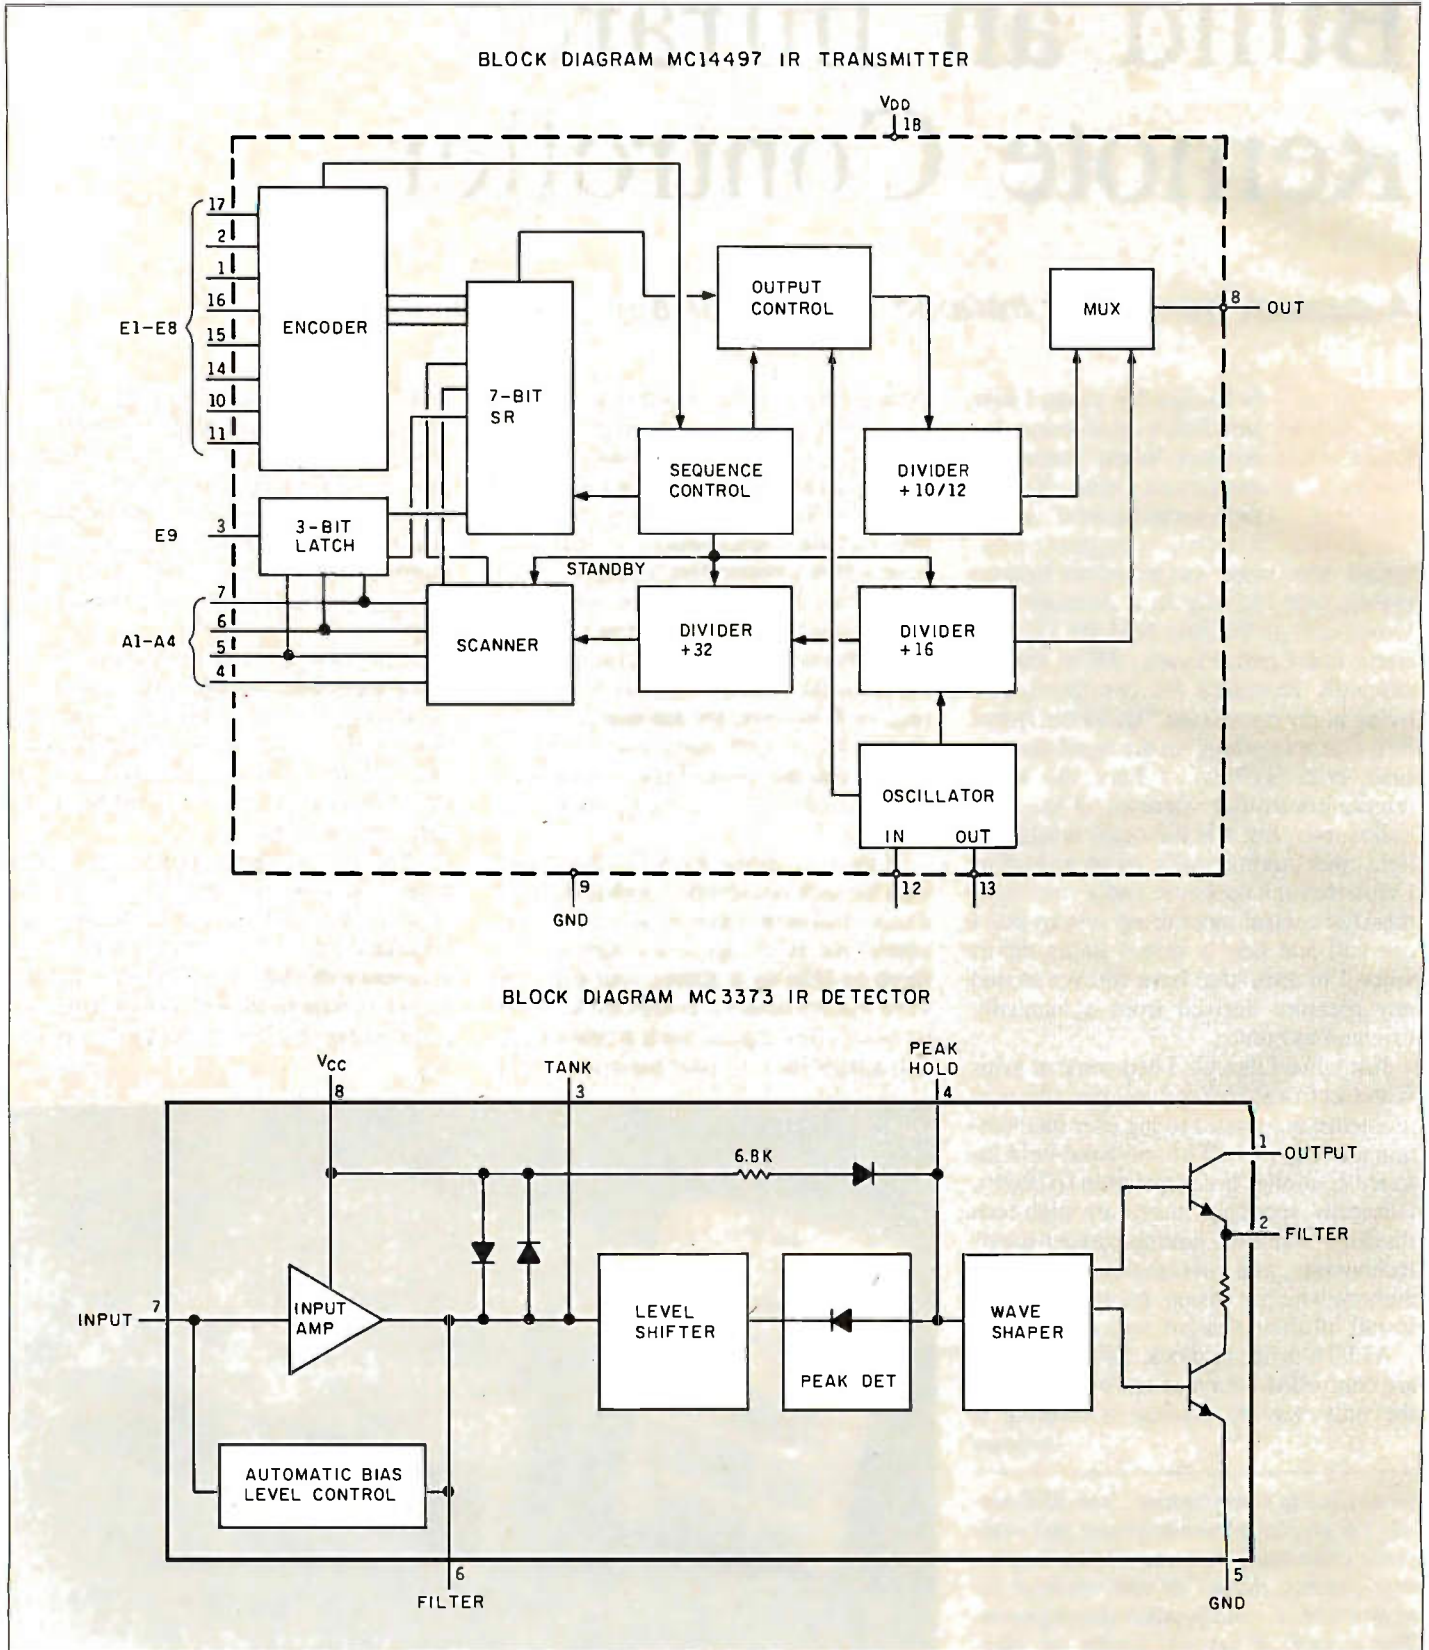 BLOCK DIAGRAM MC14497 IR TRANSMITTER
VDD
18
17
2
1
16
15
14
10
11
E1-E8
ENCODER
7-BIT
SR
OUTPUT
CONTROL
MUX
8
OUT
SEQUENCE
CONTROL
DIVIDER
+10/12
E9
3
3-BIT
LATCH
STANDBY
7
6
5
4
A1-A4
SCANNER
DIVIDER
+32
DIVIDER
+16
OSCILLATOR
IN
OUT
9
GND
12
13
BLOCK DIAGRAM MC3373 IR DETECTOR
VCC
8
TANK
3
PEAK
HOLD
4
6.8K
1
OUTPUT
2
FILTER
INPUT
7
INPUT
AMP
LEVEL
SHIFTER
PEAK DET
WAVE
SHAPER
AUTOMATIC BIAS
LEVEL CONTROL
6
FILTER
5
GND